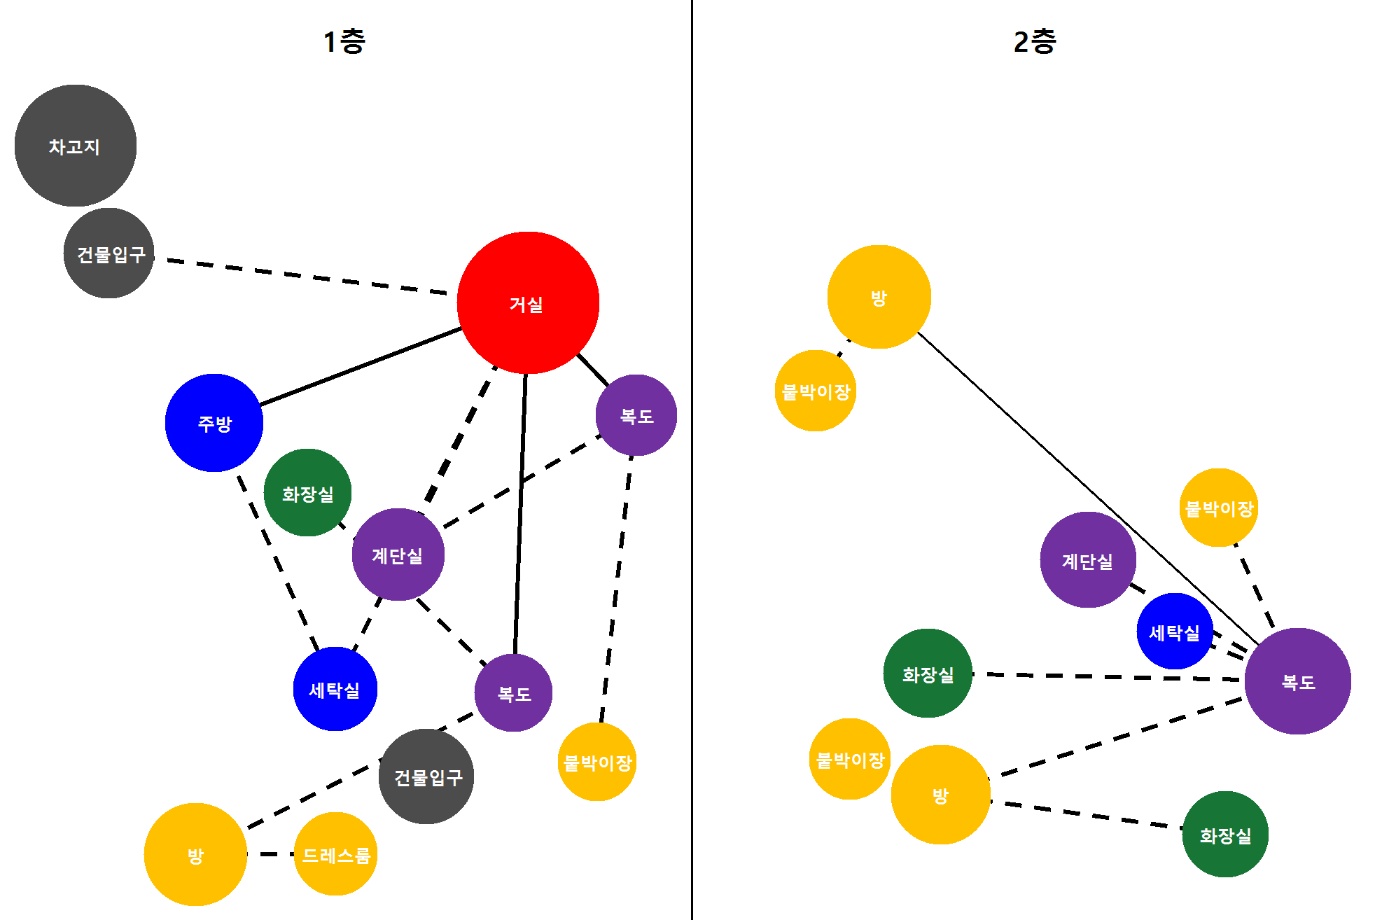 1층
차고지
건물입구
거실
주방
복도
화장실
계단실
세탁실
복도
붙박이장
건물입구
방
드레스룸
2층
방
붙박이장
붙박이장
계단실
세탁실
화장실
복도
붙박이장
방
화장실